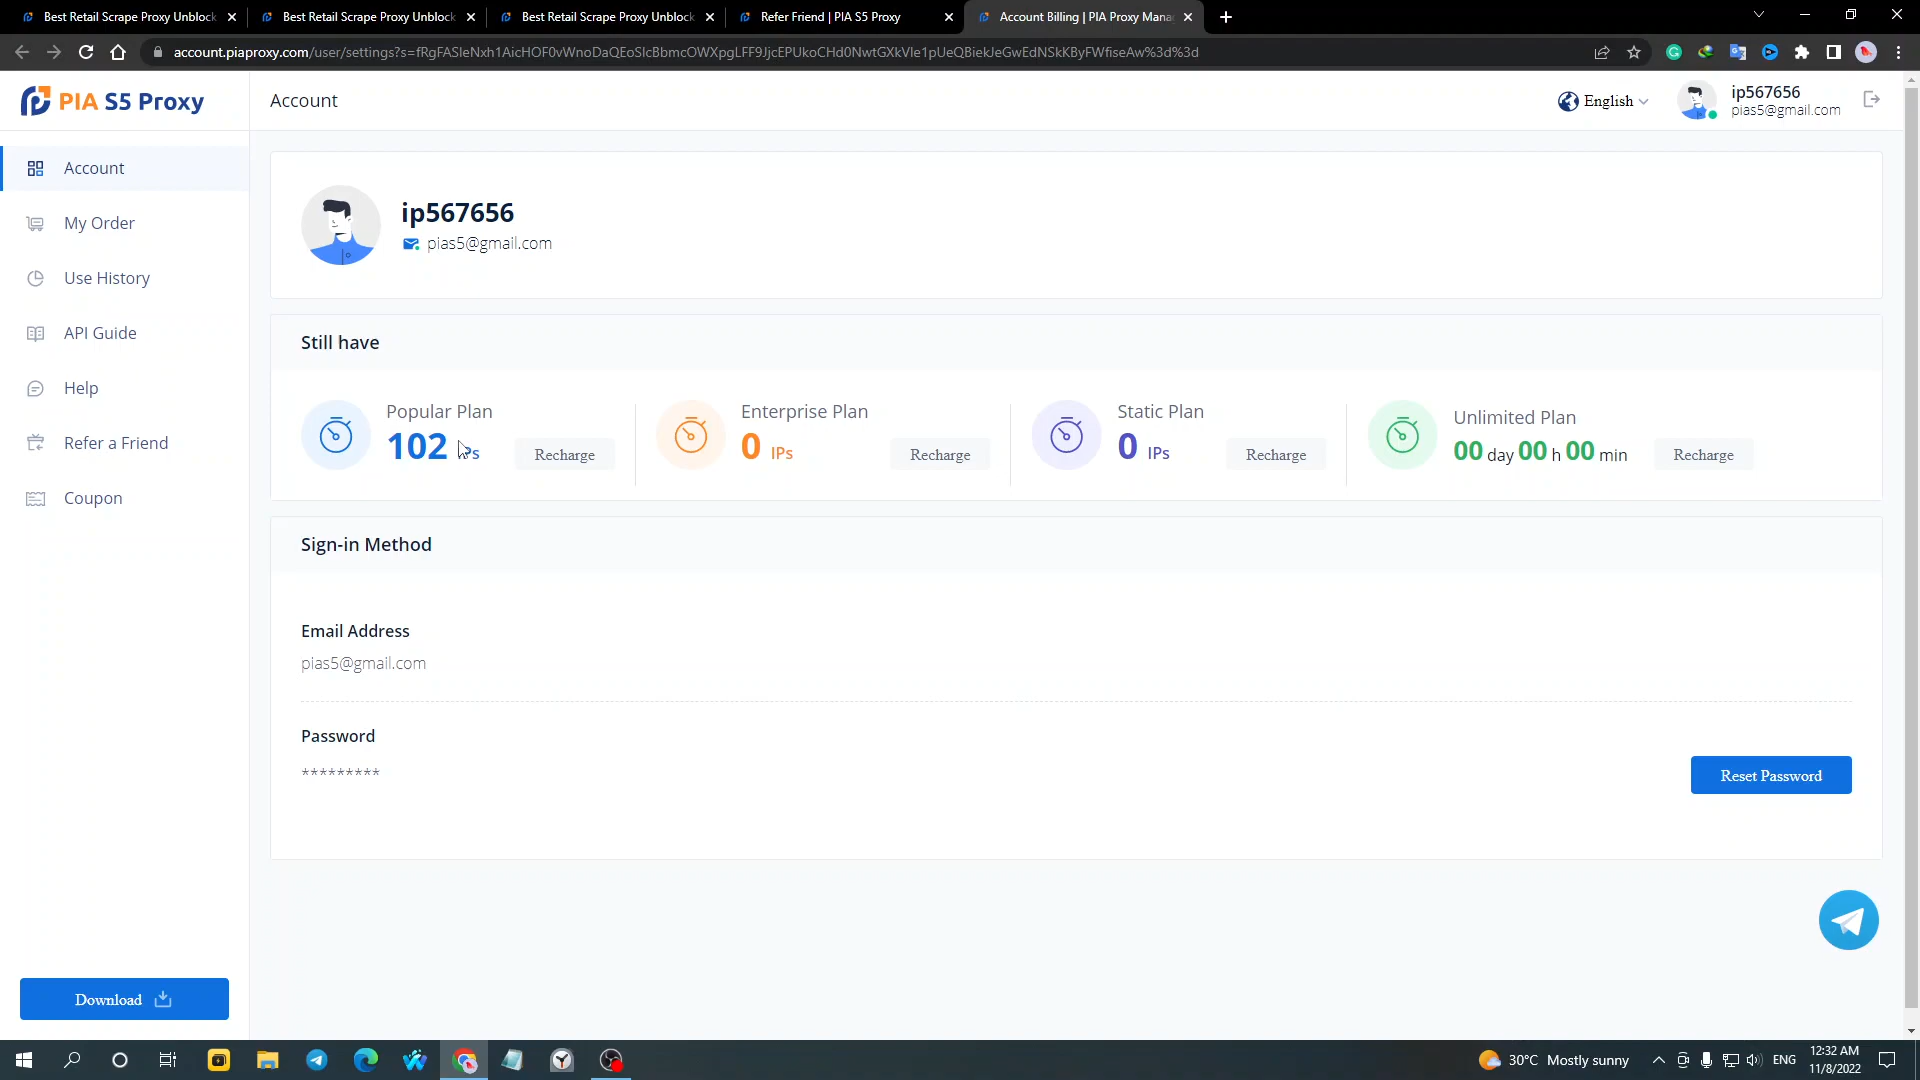 Best Retail Scrape Proxy Unblock
Best Retail Scrape Proxy Unblock
Best Retail Scrape Proxy Unblock
Refer Friend | PIA S5 Proxy
Account Billing | PIA Proxy Mana
account.piaproxy.com/user/settings?s=
PIA S5 Proxy
Account
English
ip567656
pias5@gmail.com
Account
My Order
Use History
API Guide
Help
Refer a Friend
Coupon
Download
ip567656
pias5@gmail.com
Still have
Popular Plan
102
Recharge
Enterprise Plan
0 IPs
Recharge
Static Plan
0 IPs
Recharge
Unlimited Plan
00 day 00 h 00 min
Recharge
Sign-in Method
Email Address
pias5@gmail.com
Password
*********
Reset Password
30°C Mostly sunny
ENG
12:32 AM
11/8/2022